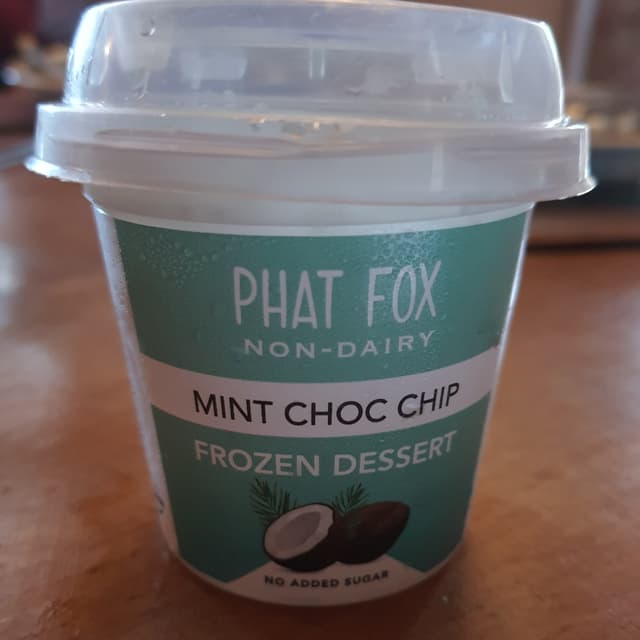 PHAT FOX
NON-DAIRY
MINT CHOC CHIP
FROZEN DESSERT
NO ADDED SUGAR